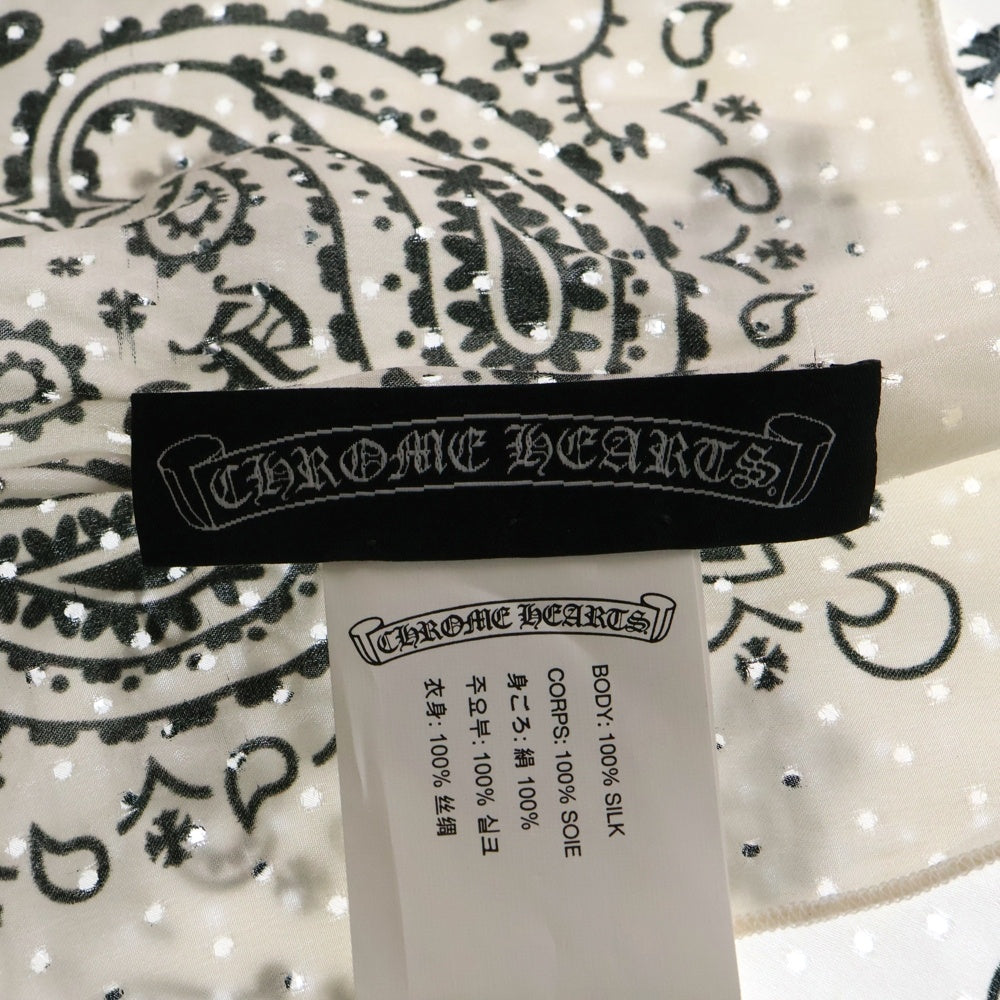 CHROME HEARTS
CHROME HEARTS
BODY: 100% SILK
CORPS: 100% SOIE
身ごろ: 絹 100%
주요부: 100% 실크
衣身: 100% 丝绸